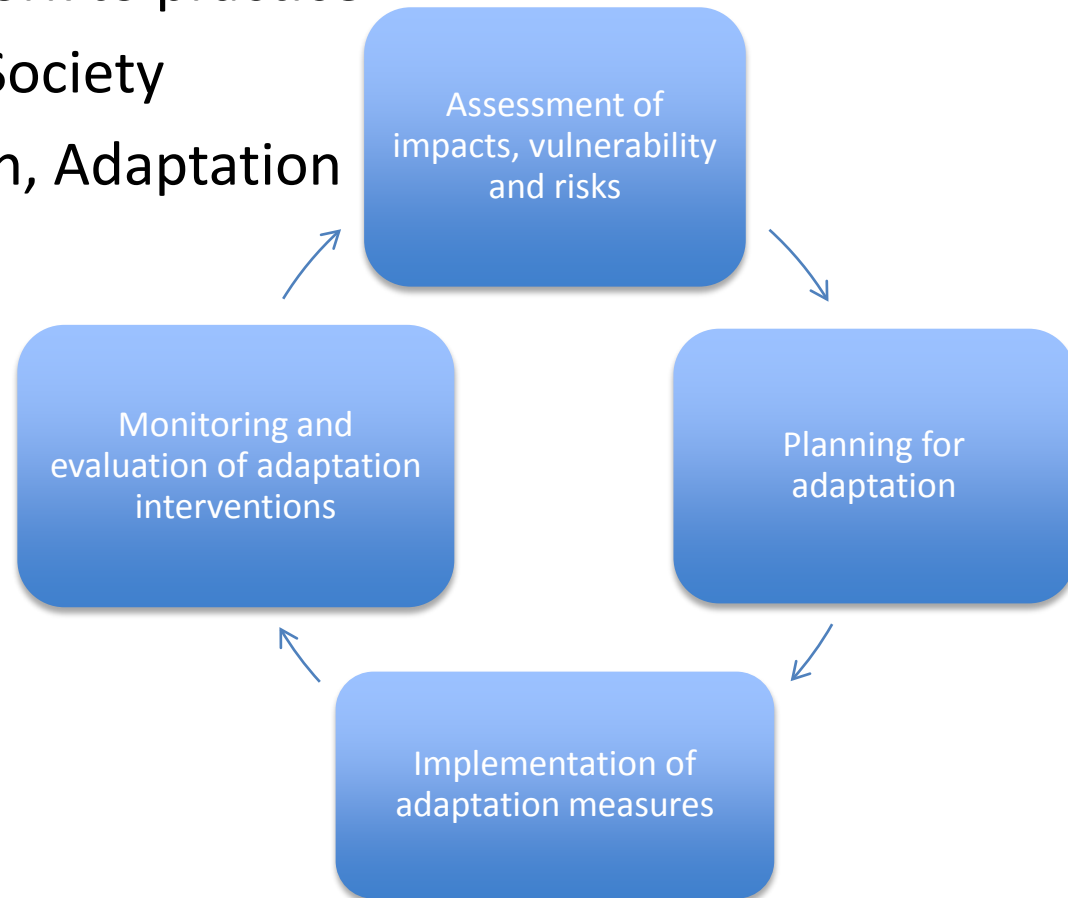 Society
, Adaptation
Assessment of
impacts, vulnerability
and risks
Monitoring and
evaluation of adaptation
interventions
Planning for
adaptation
Implementation of
adaptation measures